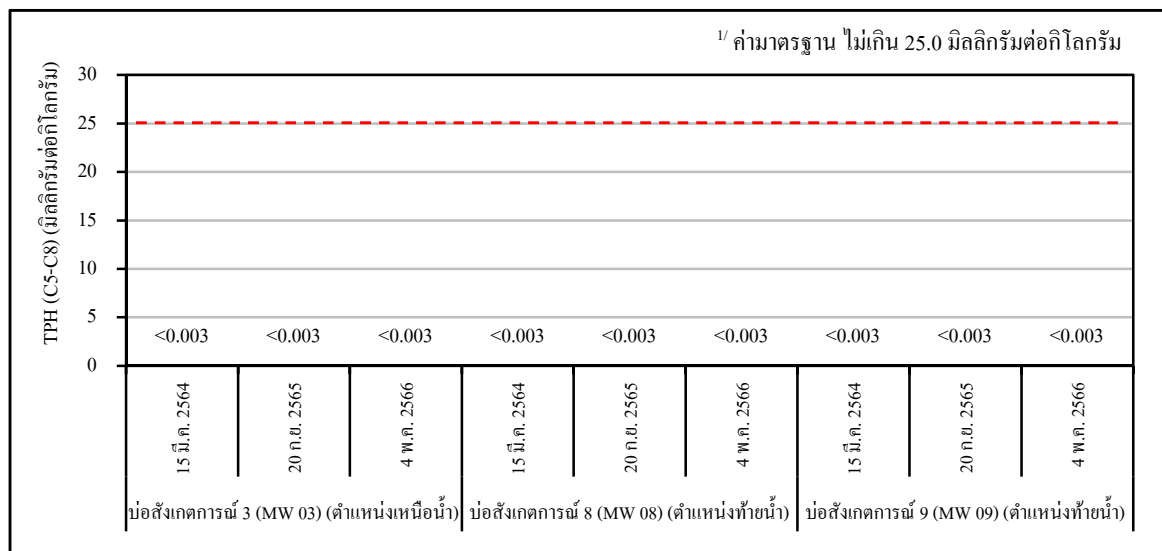 1/ ค่ามาตรฐาน ไม่เกิน 25.0 มิลลิกรัมต่อกิโลกรัม
TPH (C5-C8) (มิลลิกรัมต่อกิโลกรัม)
30
25
20
15
10
5
0
<0.003 <0.003 <0.003 <0.003 <0.003 <0.003 <0.003 <0.003 <0.003
15 มี.ค. 2564
20 ก.ย. 2565
4 พ.ค. 2566
15 มี.ค. 2564
20 ก.ย. 2565
4 พ.ค. 2566
15 มี.ค. 2564
20 ก.ย. 2565
4 พ.ค. 2566
บ่อสังเกตการณ์ 3 (MW 03) (ตำแหน่งเหนือน้ำ) บ่อสังเกตการณ์ 8 (MW 08) (ตำแหน่งท้ายน้ำ) บ่อสังเกตการณ์ 9 (MW 09) (ตำแหน่งท้ายน้ำ)